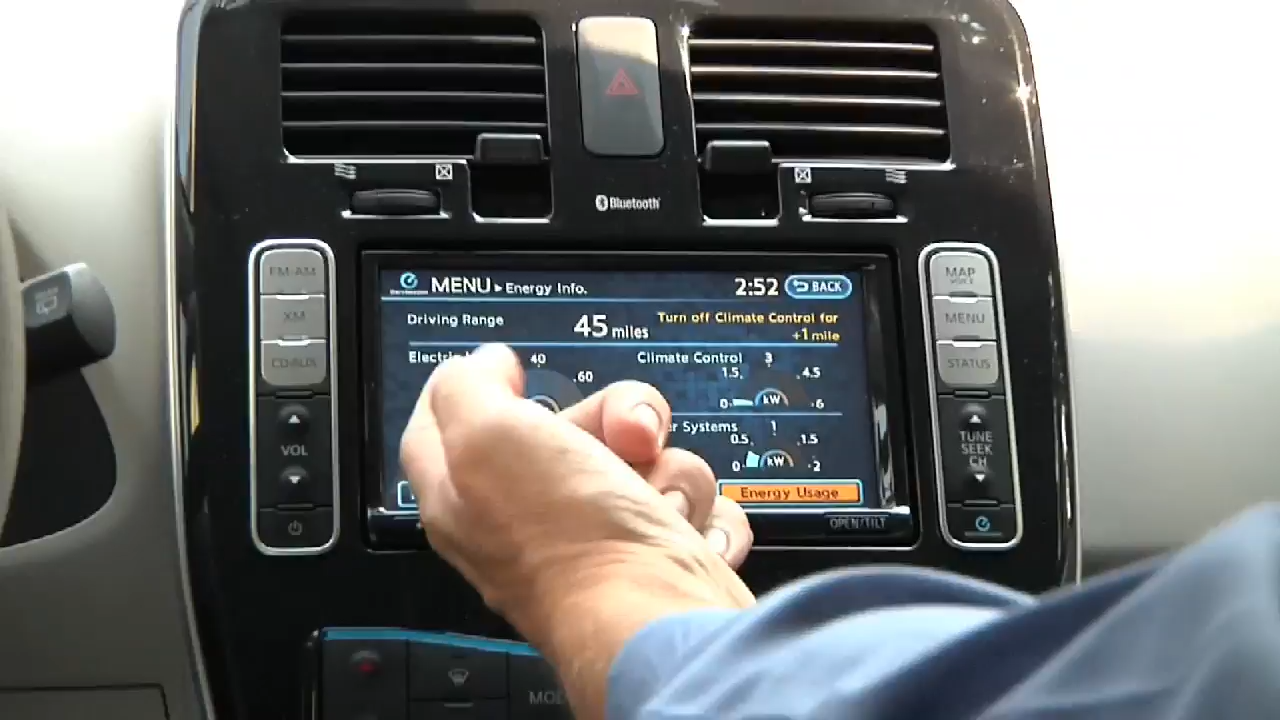 Bluetooth
FM-AM
XM
CD·AUX
VOL
MENU ▸ Energy Info.
2:52
BACK
Driving Range
45 miles
Turn off Climate Control for
+1 mile
Electric
40
.60
Climate Control
3
1.5
4.5
0
kW
6
Systems
1
0.5
1.5
0
kW
2
Energy Usage
OPEN/TILT
MAP
VOICE
MENU
STATUS
TUNE
SEEK
CH